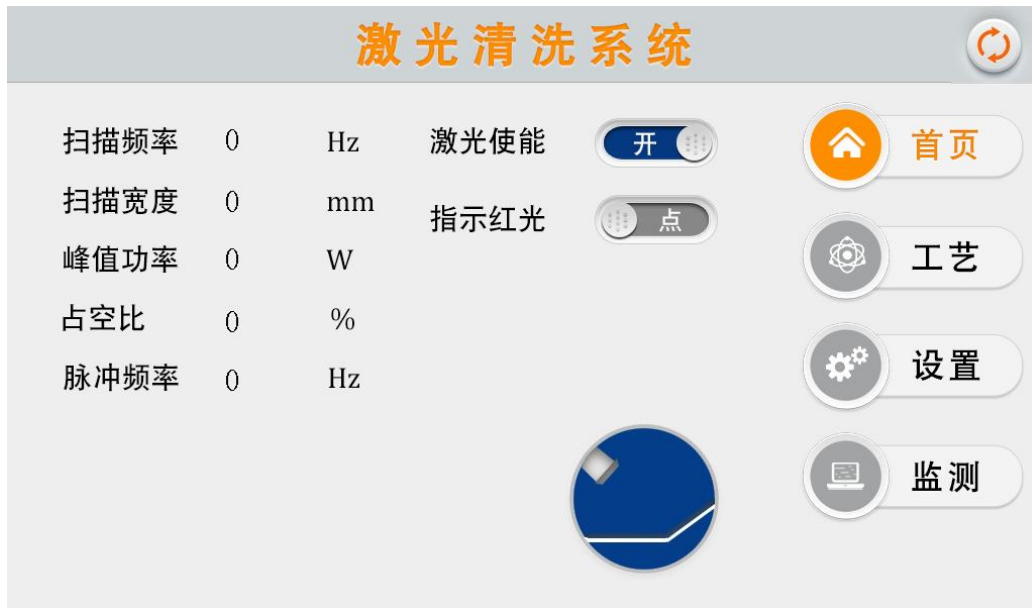 激光清洗系统
扫描频率 0 Hz
扫描宽度 0 mm
峰值功率 0 W
占空比 0 %
脉冲频率 0 Hz
激光使能 开
指示红光 点
首页
工艺
设置
监测